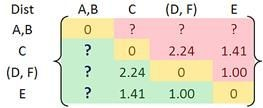 Dist A,B C (D, F) E
A,B 0 ? ? ?
C ? 0 2.24 1.41
(D, F) ? 2.24 0 1.00
E ? 1.41 1.00 0